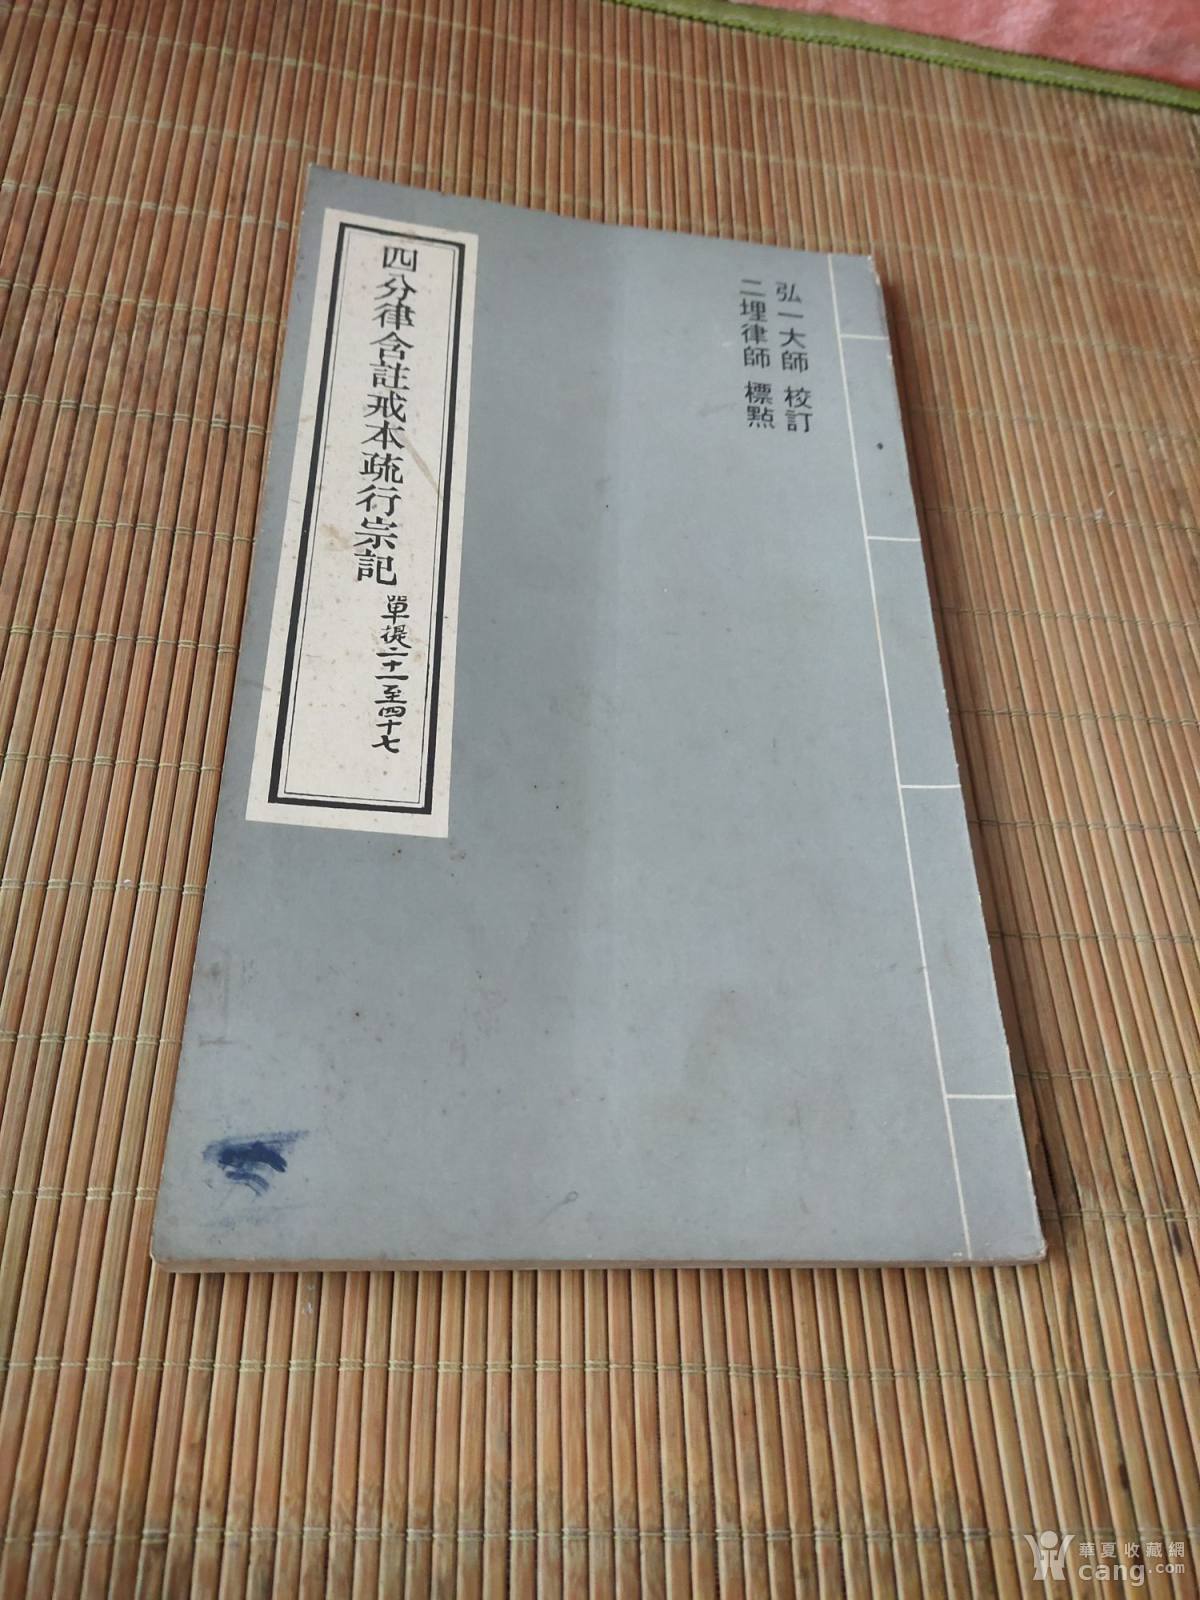 弘一大師 校訂
二埋律師 標點
四分律含註戒本疏行宗記
單提二十一至四十七
華夏收藏網
cang.com